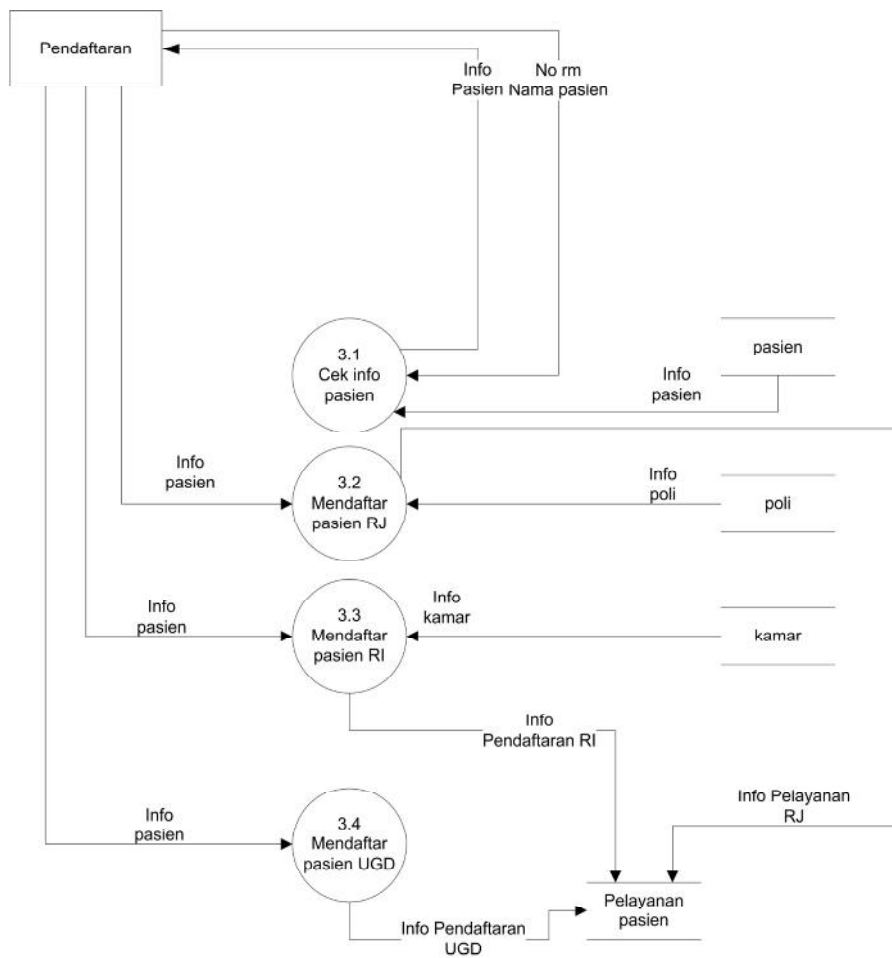 Pendaftaran
Info
Pasien
No rm
Nama pasien
3.1
Cek info
pasien
pasien
Info
pasien
Info
pasien
3.2
Mendaftar
pasien RJ
Info
poli
poli
Info
pasien
3.3
Mendaftar
pasien RI
Info
kamar
kamar
Info
Pendaftaran RI
Info
pasien
3.4
Mendaftar
pasien UGD
Info Pelayanan
RJ
Pelayanan
pasien
Info Pendaftaran
UGD